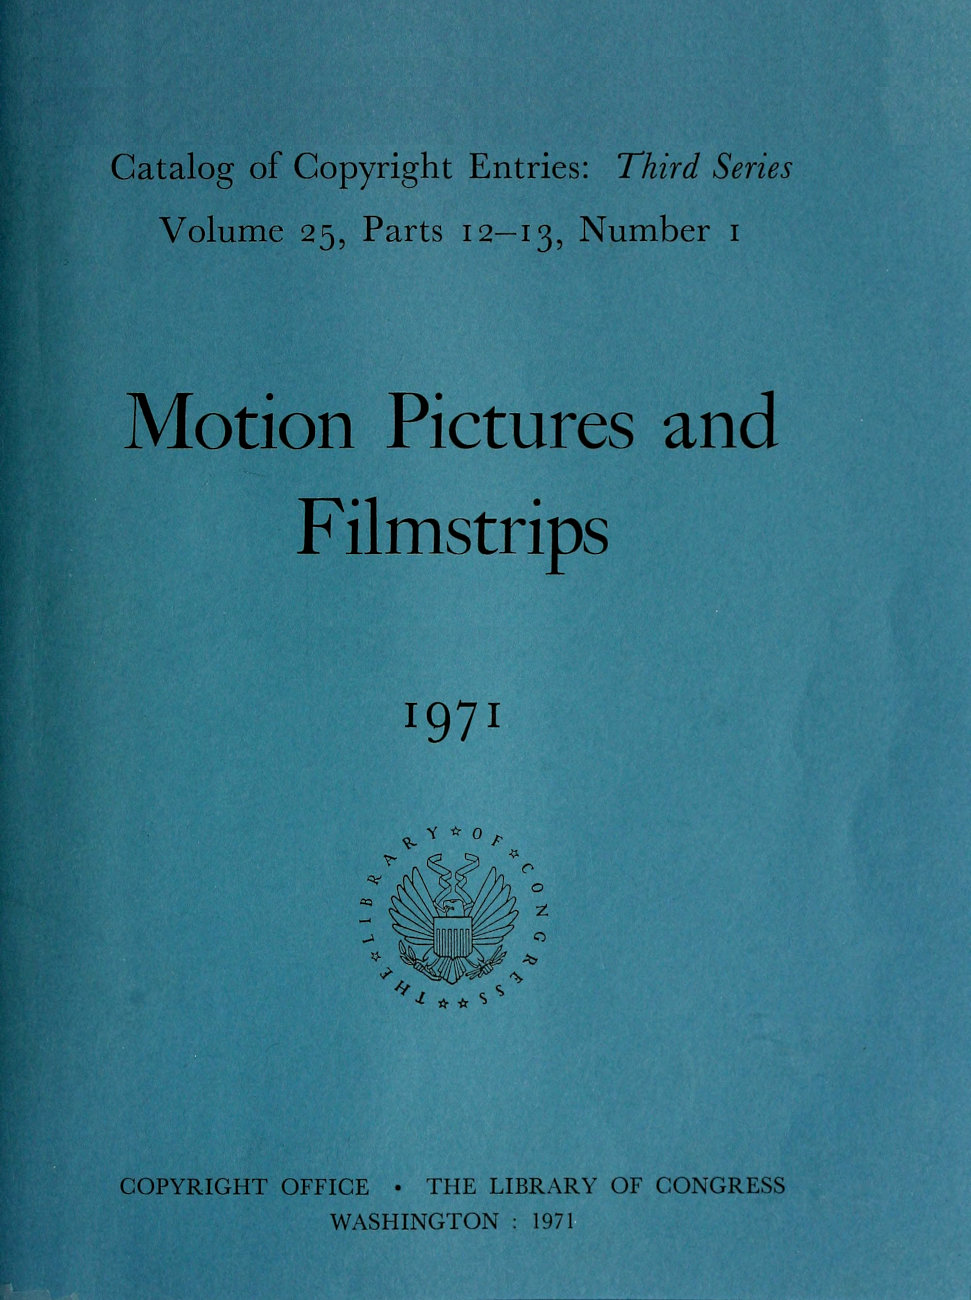 Catalog of Copyright Entries: Third Series
Volume 25, Parts 12–13, Number 1
Motion Pictures and
Filmstrips
1971
THE LIBRARY OF CONGRESS
COPYRIGHT OFFICE • THE LIBRARY OF CONGRESS
WASHINGTON : 1971